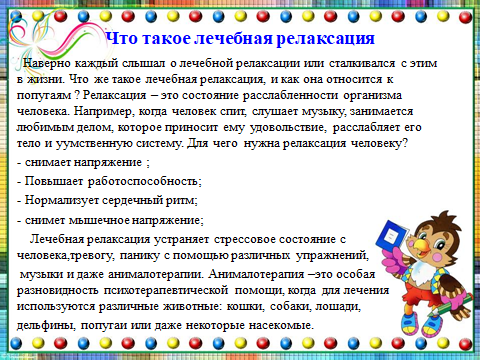 Что такое лечебная релаксация
Наверно каждый слышал о лечебной релаксации или сталкивался с этим
в жизни. Что же такое лечебная релаксация, и как она относится к
попугаям ? Релаксация – это состояние расслабленности организма
человека. Например, когда человек спит, слушает музыку, занимается
любимым делом, которое приносит ему удовольствие, расслабляет его
тело и уумственную систему. Для чего нужна релаксация человеку?
- снимает напряжение ;
- Повышает работоспособность;
- Нормализует сердечный ритм;
- снимет мышечное напряжение;
Лечебная релаксация устраняет стрессовое состояние с
человека,тревогу, панику с помощью различных упражнений,
музыки и даже анималотерапии. Анималотерапия –это особая
разновидность психотерапевтической помощи, когда для лечения
используются различные животные: кошки, собаки, лошади,
дельфины, попугаи или даже некоторые насекомые.